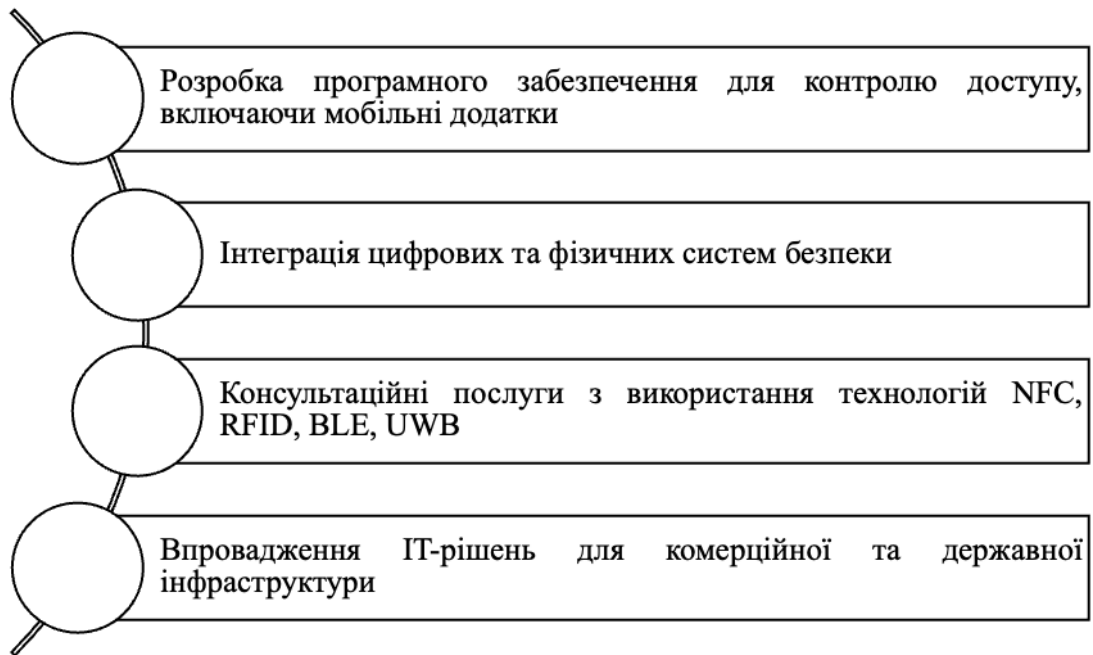 Розробка програмного забезпечення для контролю доступу,
включаючи мобільні додатки
Інтеграція цифрових та фізичних систем безпеки
Консультаційні послуги з використання технологій NFC,
RFID, BLE, UWB
Впровадження ІТ-рішень для комерційної та державної
інфраструктури